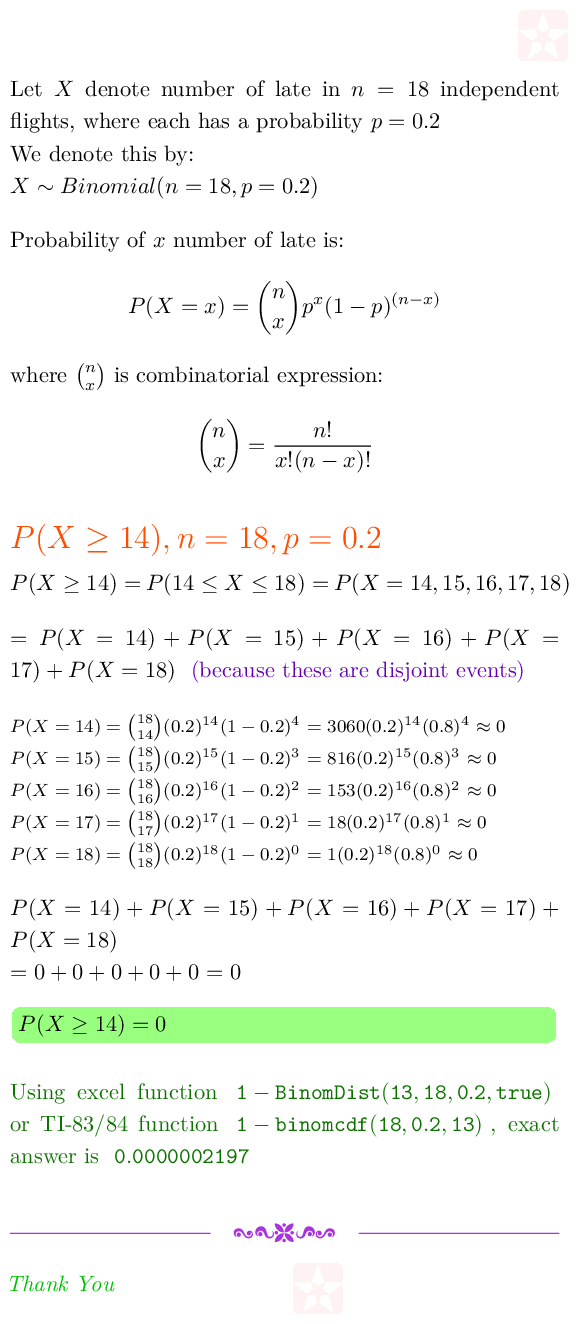 Let X denote number of late in n = 18 independent
flights, where each has a probability p = 0.2
We denote this by:
X ∼ Binomial(n = 18, p = 0.2)
Probability of x number of late is:
P(X = x) = \binom{n}{x} p^x (1 − p)^{(n−x)}
where \binom{n}{x} is combinatorial expression:
\binom{n}{x} = \frac{n!}{x!(n − x)!}
P(X ≥ 14), n = 18, p = 0.2
P(X ≥ 14) = P(14 ≤ X ≤ 18) = P(X = 14, 15, 16, 17, 18)
= P(X = 14) + P(X = 15) + P(X = 16) + P(X =
17) + P(X = 18) (because these are disjoint events)
P(X = 14) = \binom{18}{14}(0.2)^{14}(1 − 0.2)^4 = 3060(0.2)^{14}(0.8)^4 ≈ 0
P(X = 15) = \binom{18}{15}(0.2)^{15}(1 − 0.2)^3 = 816(0.2)^{15}(0.8)^3 ≈ 0
P(X = 16) = \binom{18}{16}(0.2)^{16}(1 − 0.2)^2 = 153(0.2)^{16}(0.8)^2 ≈ 0
P(X = 17) = \binom{18}{17}(0.2)^{17}(1 − 0.2)^1 = 18(0.2)^{17}(0.8)^1 ≈ 0
P(X = 18) = \binom{18}{18}(0.2)^{18}(1 − 0.2)^0 = 1(0.2)^{18}(0.8)^0 ≈ 0
P(X = 14) + P(X = 15) + P(X = 16) + P(X = 17) +
P(X = 18)
= 0 + 0 + 0 + 0 + 0 = 0
P(X ≥ 14) = 0
Using excel function 1 − BinomDist(13, 18, 0.2, true)
or TI-83/84 function 1 − binomcdf(18, 0.2, 13) , exact
answer is 0.0000002197
Thank You